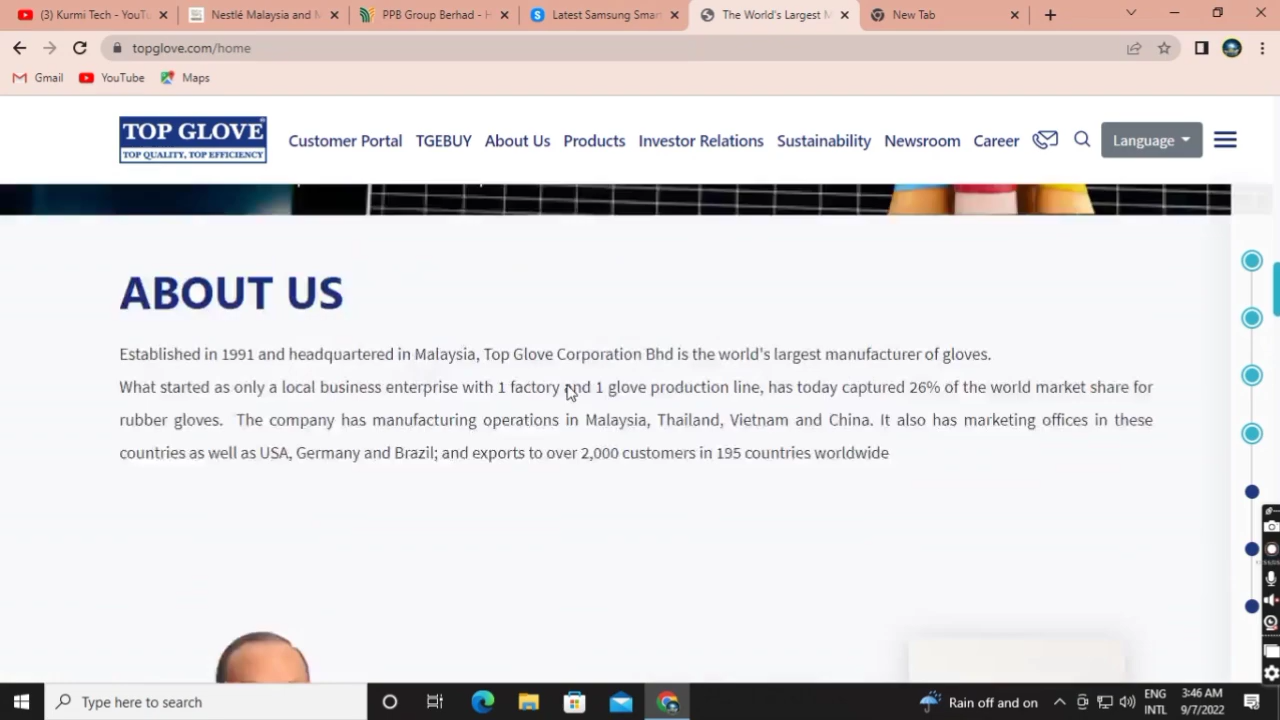 (3) Kurmi Tech - YouTu
Nestlé Malaysia and M
PPB Group Berhad - H
Latest Samsung Smar
The World's Largest M
New Tab
topglove.com/home
Gmail
YouTube
Maps
TOP GLOVE
TOP QUALITY, TOP EFFICIENCY
Customer Portal
TGEBUY
About Us
Products
Investor Relations
Sustainability
Newsroom
Career
Language
ABOUT US
Established in 1991 and headquartered in Malaysia, Top Glove Corporation Bhd is the world's largest manufacturer of gloves.
What started as only a local business enterprise with 1 factory and 1 glove production line, has today captured 26% of the world market share for
rubber gloves. The company has manufacturing operations in Malaysia, Thailand, Vietnam and China. It also has marketing offices in these
countries as well as USA, Germany and Brazil; and exports to over 2,000 customers in 195 countries worldwide
Type here to search
Rain off and on
ENG
INTL
3:46 AM
9/7/2022